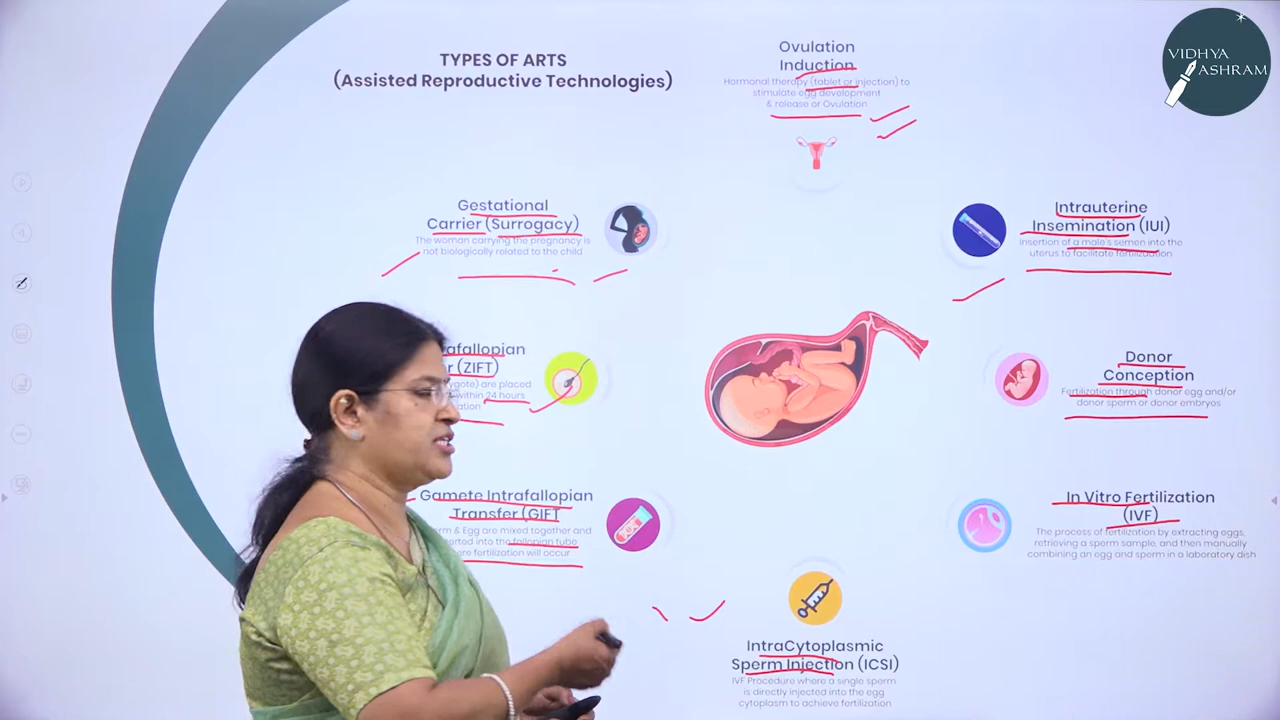 TYPES OF ARTS
(Assisted Reproductive Technologies)
VIDHYA
ASHRAM
Ovulation
Induction
Hormonal therapy (tablet or injection) to
stimulate egg development
& release or Ovulation
Gestational
Carrier (Surrogacy)
The woman carrying the pregnancy is
not biologically related to the child
Intrauterine
Insemination (IUI)
Insertion of a male's semen into the
uterus to facilitate fertilization
(ZIFT)
are placed
within 24 hours
Donor
Conception
Fertilization through donor egg and/or
donor sperm or donor embryos
Gamete Intrafallopian
Transfer (GIFT
& Egg are mixed together and
into the fallopian tube
fertilization will occur
In Vitro Fertilization
(IVF)
The process of fertilization by extracting eggs,
retrieving a sperm sample, and then manually
combining an egg and sperm in a laboratory dish
IntraCytoplasmic
Sperm Injection (ICSI)
IVF Procedure where a single sperm
is directly injected into the egg
cytoplasm to achieve fertilization